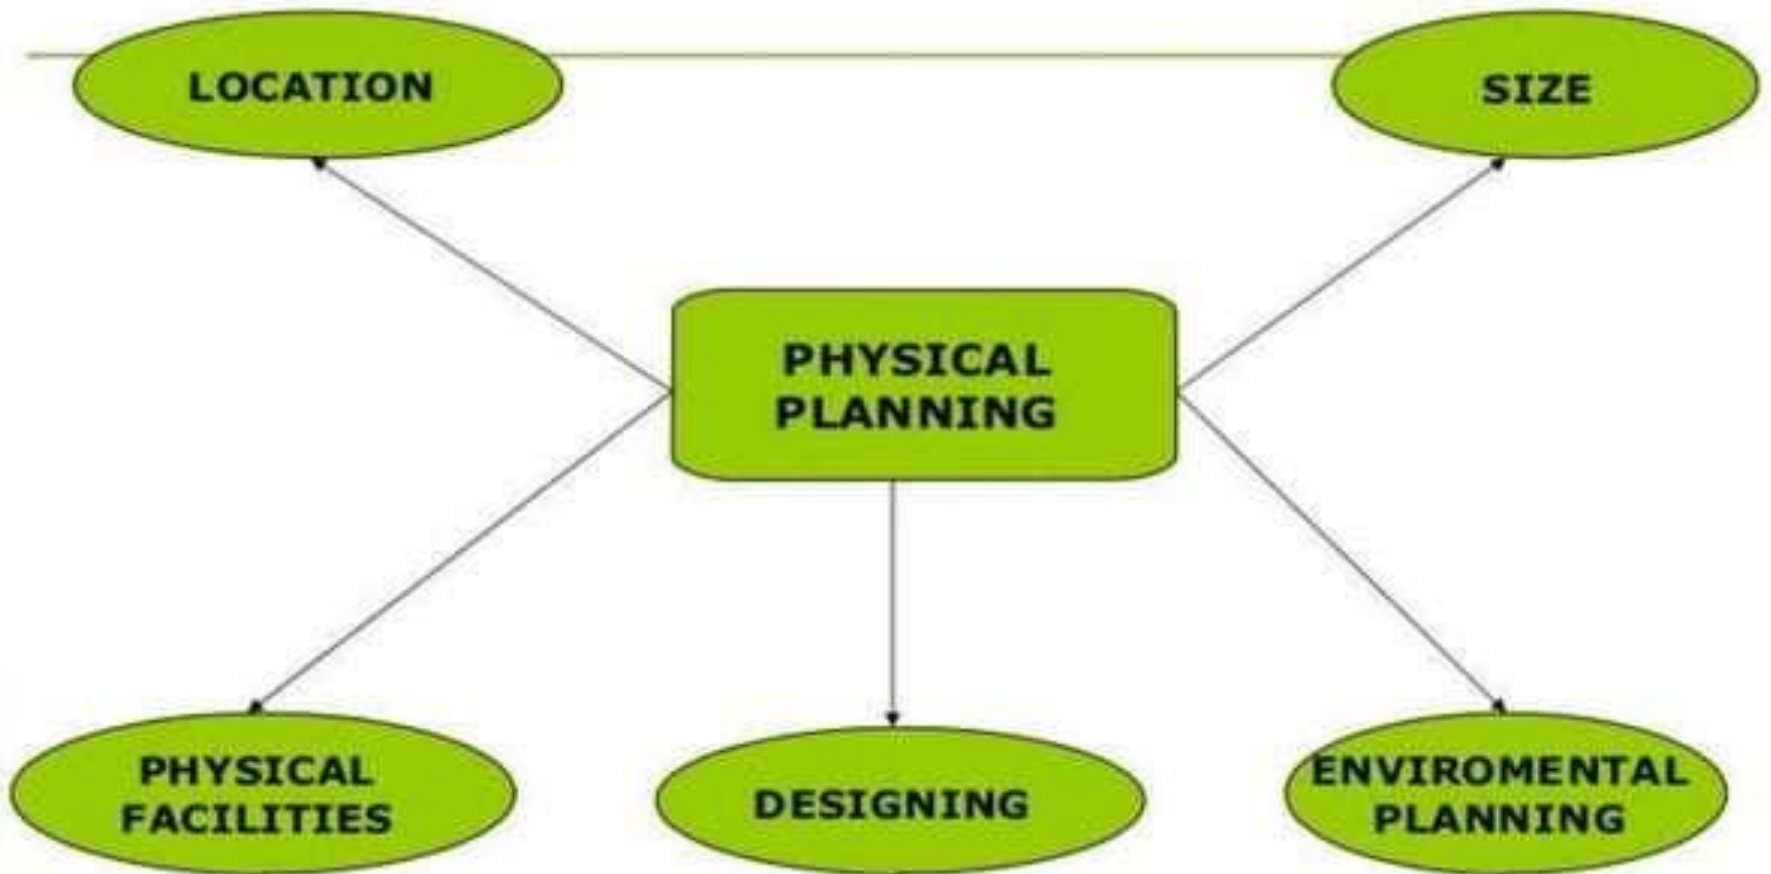 LOCATION
SIZE
PHYSICAL
PLANNING
PHYSICAL
FACILITIES
DESIGNING
ENVIROMENTAL
PLANNING